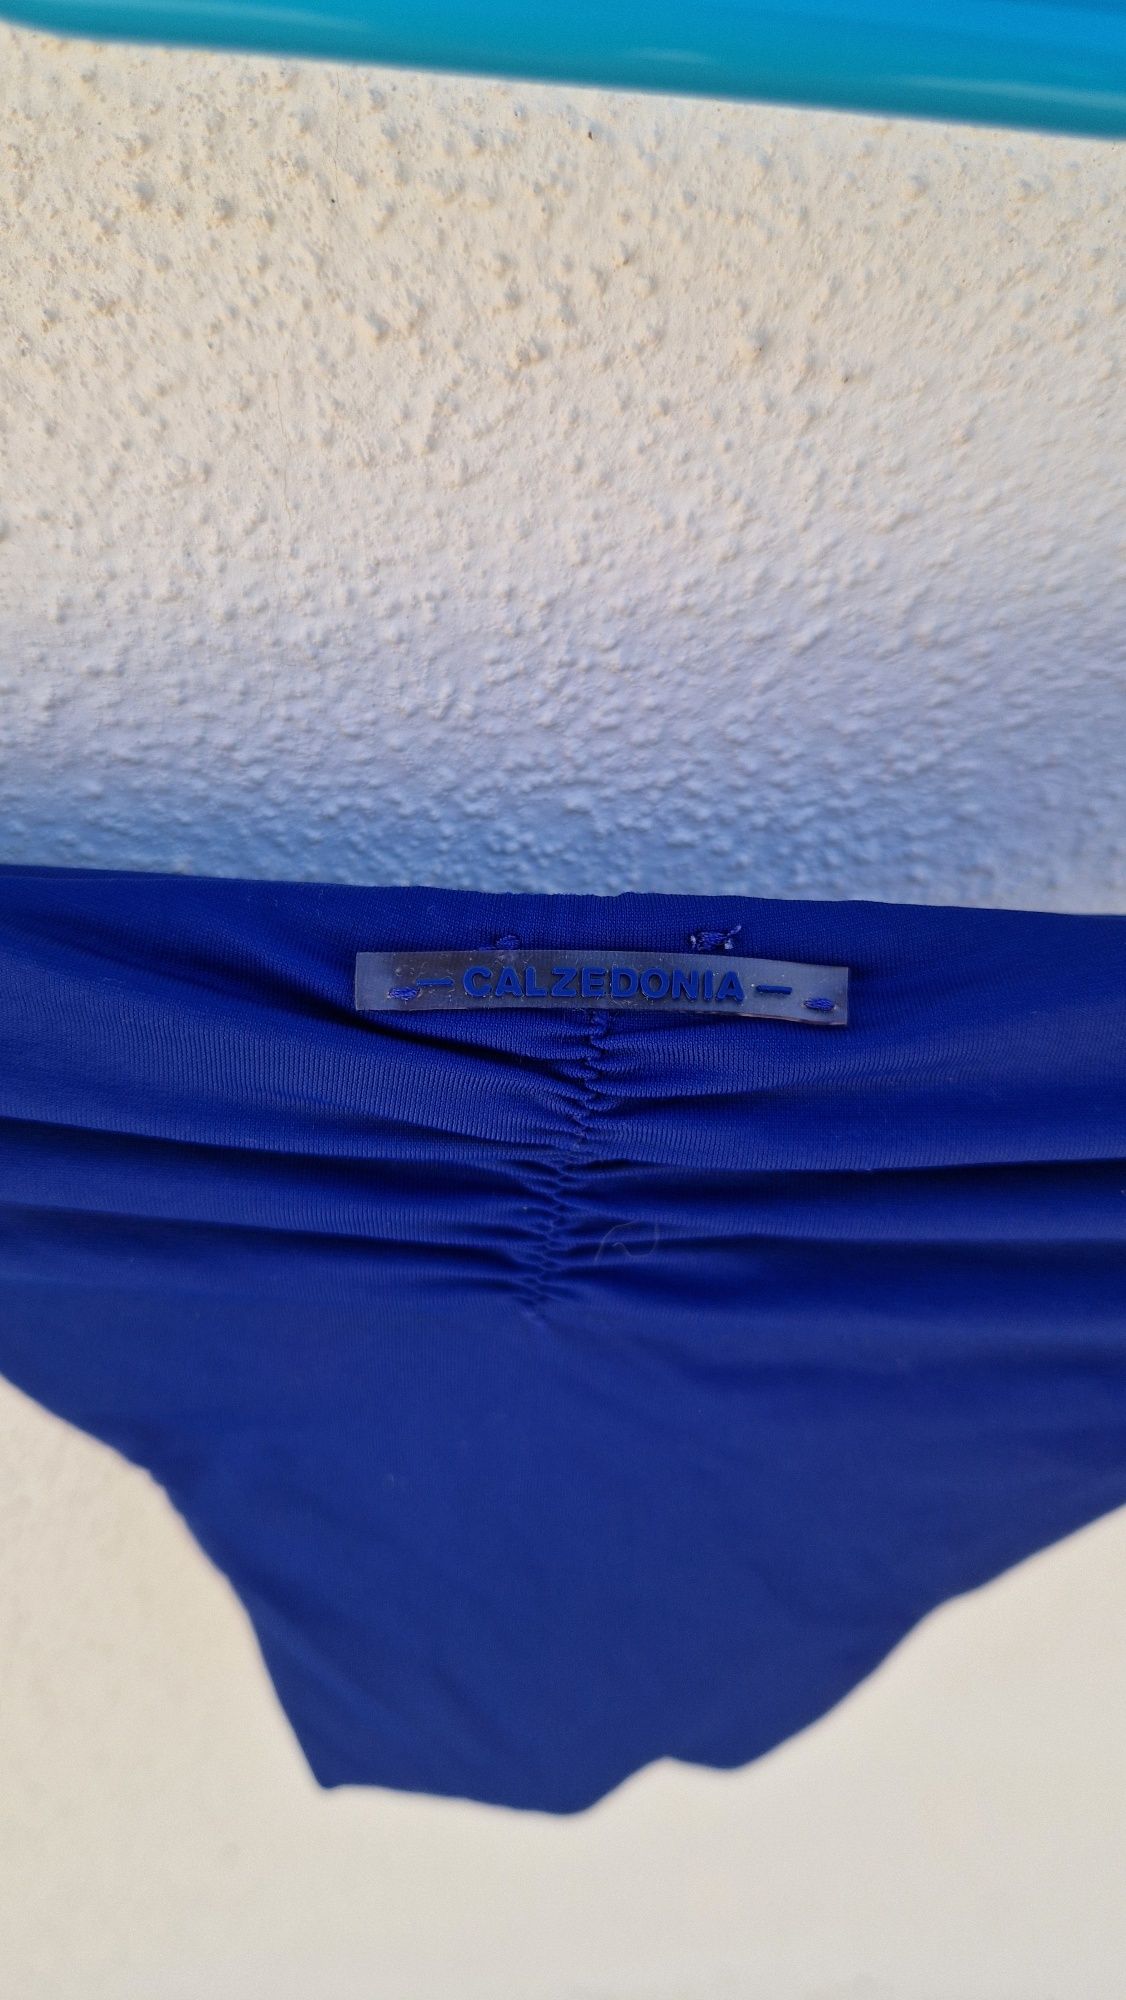 — CALZEDONIA —